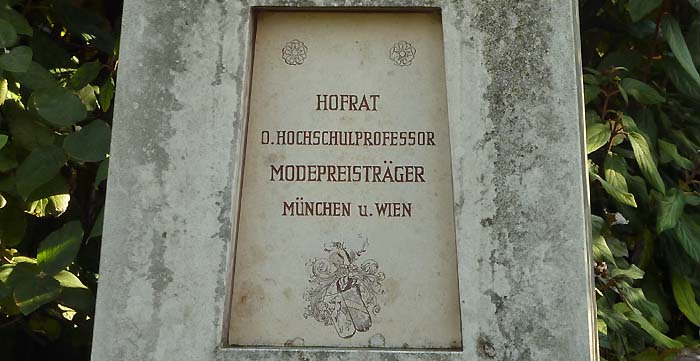 HOFRAT
O. HOCHSCHULPROFESSOR
MODEPREISTRÄGER
MÜNCHEN u. WIEN